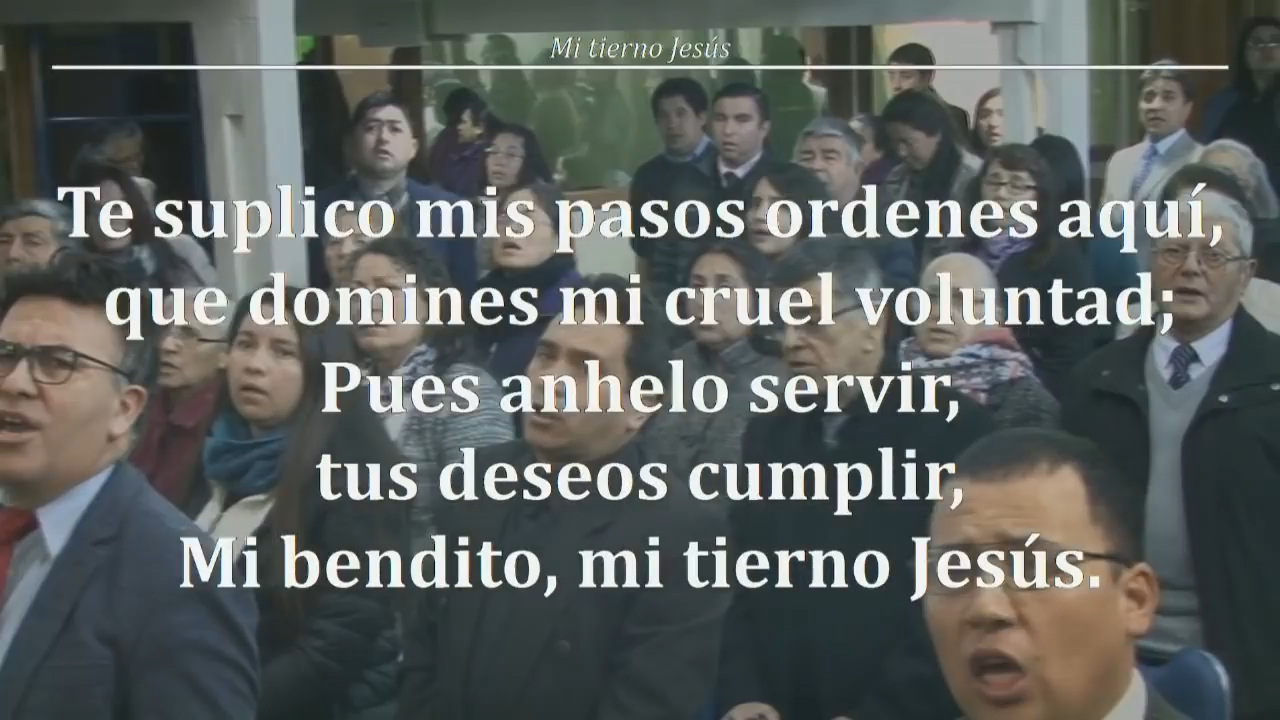 Mi tierno Jesús
Te suplico mis pasos ordenes aquí,
que domines mi cruel voluntad;
Pues anhelo servir,
tus deseos cumplir,
Mi bendito, mi tierno Jesús.